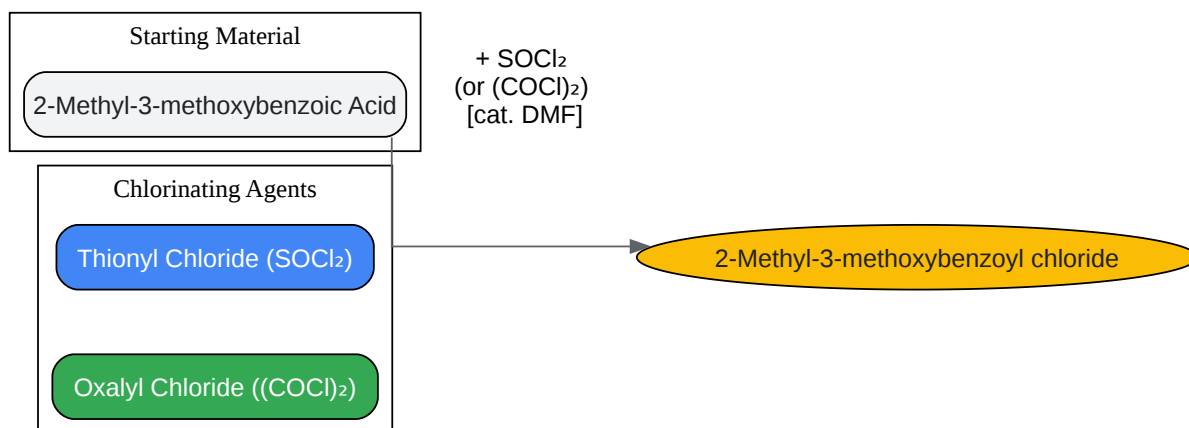 Starting Material
2-Methyl-3-methoxybenzoic Acid
+ SOCl₂
(or (COCl)₂)
[cat. DMF]
Chlorinating Agents
Thionyl Chloride (SOCl₂)
2-Methyl-3-methoxybenzoyl chloride
Oxalyl Chloride ((COCl)₂)